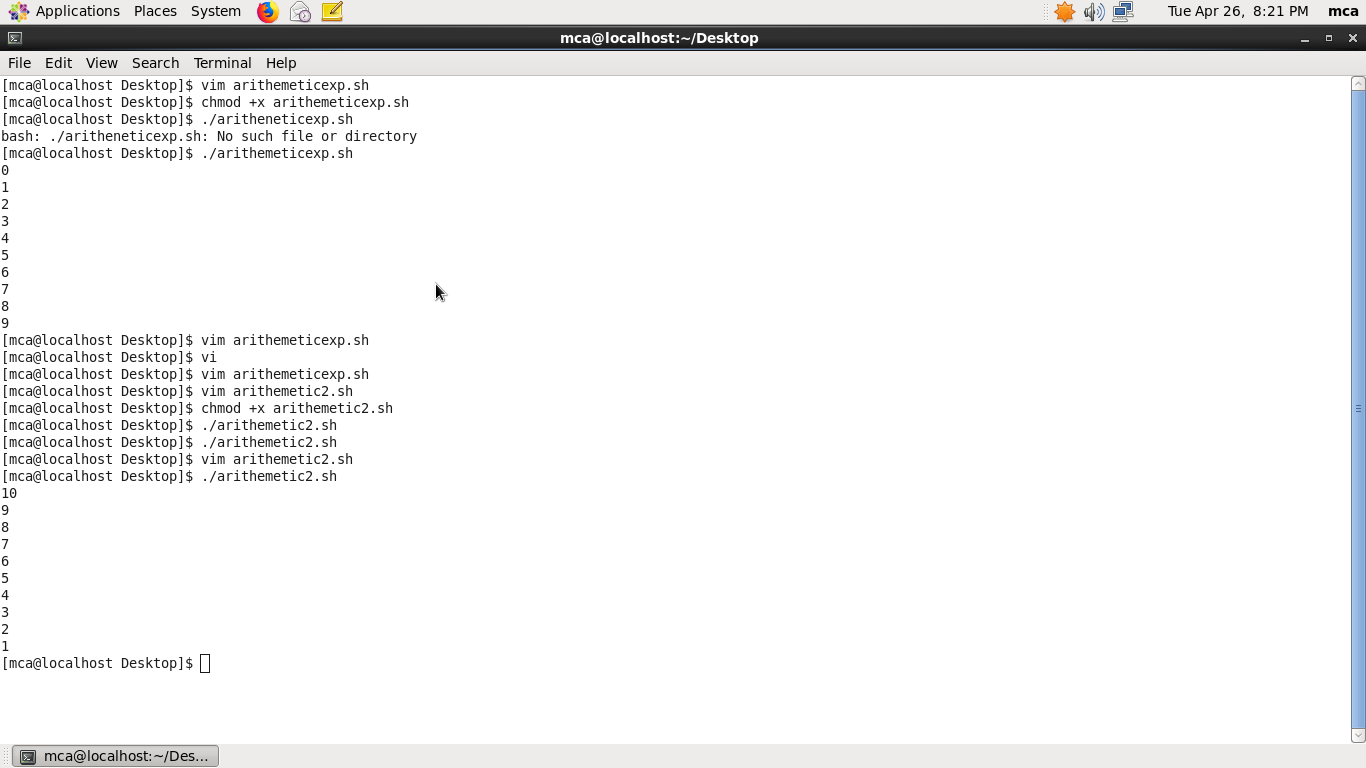 Applications Places System Tue Apr 26, 8:21 PM mca
mca@localhost:~/Desktop
File Edit View Search Terminal Help
[mca@localhost Desktop]$ vim arithemeticexp.sh
[mca@localhost Desktop]$ chmod +x arithemeticexp.sh
[mca@localhost Desktop]$ ./aritheneticexp.sh
bash: ./aritheneticexp.sh: No such file or directory
[mca@localhost Desktop]$ ./arithemeticexp.sh
0
1
2
3
4
5
6
7
8
9
[mca@localhost Desktop]$ vim arithemeticexp.sh
[mca@localhost Desktop]$ vi
[mca@localhost Desktop]$ vim arithemeticexp.sh
[mca@localhost Desktop]$ vim arithemetic2.sh
[mca@localhost Desktop]$ chmod +x arithemetic2.sh
[mca@localhost Desktop]$ ./arithemetic2.sh
[mca@localhost Desktop]$ ./arithemetic2.sh
[mca@localhost Desktop]$ vim arithemetic2.sh
[mca@localhost Desktop]$ ./arithemetic2.sh
10
9
8
7
6
5
4
3
2
1
[mca@localhost Desktop]$
mca@localhost:~/Des...